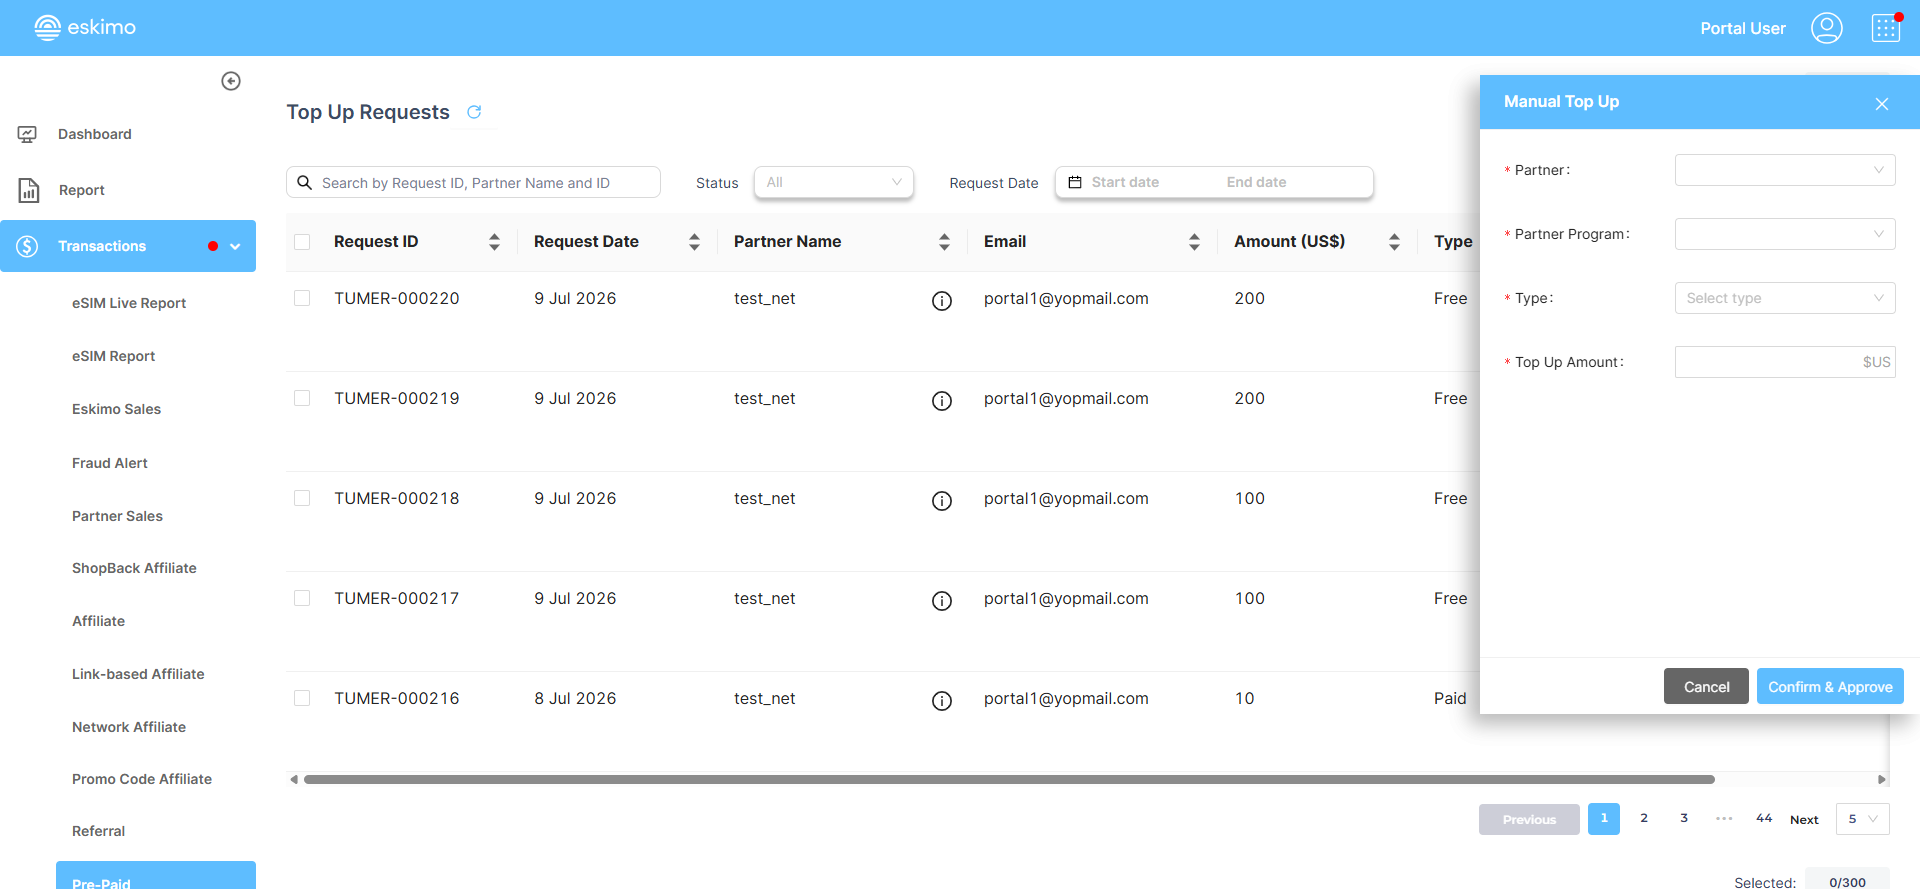 eskimo
Portal User
Dashboard
Report
Transactions
eSIM Live Report
eSIM Report
Eskimo Sales
Fraud Alert
Partner Sales
ShopBack Affiliate
Affiliate
Link-based Affiliate
Network Affiliate
Promo Code Affiliate
Referral
Pre-Paid
Top Up Requests
Search by Request ID, Partner Name and ID
Status
All
Request Date
Start date
End date
Request ID Request Date Partner Name Email Amount (US$) Type
TUMER-000220 9 Jul 2026 test_net portal1@yopmail.com 200 Free
TUMER-000219 9 Jul 2026 test_net portal1@yopmail.com 200 Free
TUMER-000218 9 Jul 2026 test_net portal1@yopmail.com 100 Free
TUMER-000217 9 Jul 2026 test_net portal1@yopmail.com 100 Free
TUMER-000216 8 Jul 2026 test_net portal1@yopmail.com 10 Paid
Previous 1 2 3 ··· 44 Next 5
Selected: 0/300
Manual Top Up
* Partner:
* Partner Program:
* Type: Select type
* Top Up Amount: $US
Cancel Confirm & Approve